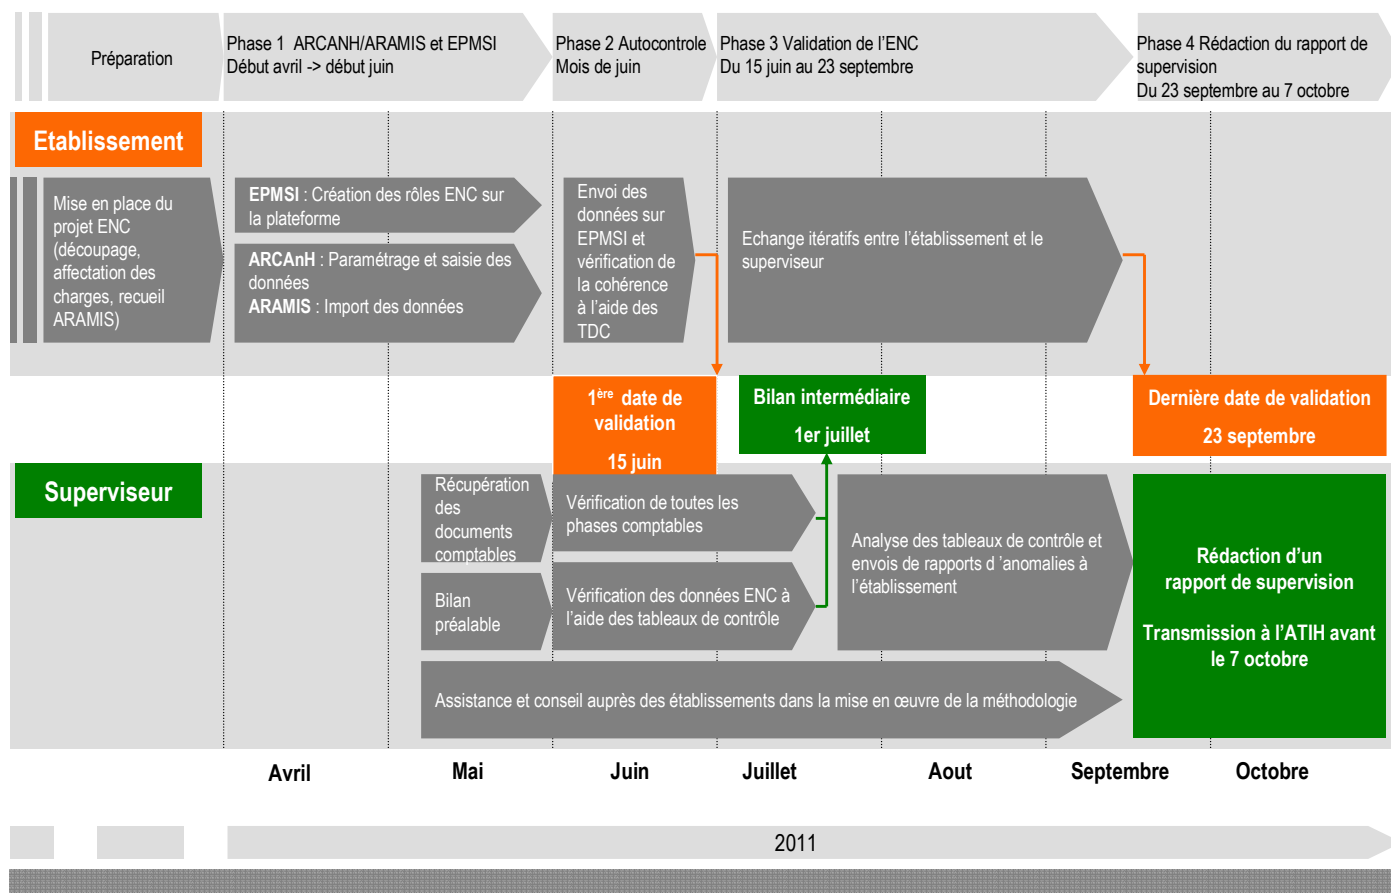 Préparation
Phase 1  ARCANH/ARAMIS et EPMSI
Début avril -> début juin
Phase 2 Autocontrole
Mois de juin
Phase 3 Validation de l’ENC
Du 15 juin au 23 septembre
Phase 4 Rédaction du rapport de
supervision
Du 23 septembre au 7 octobre
Etablissement
Mise en place du
projet ENC
(découpage,
affectation des
charges, recueil
ARAMIS)
EPMSI : Création des rôles ENC sur
la plateforme
ARCAnH : Paramétrage et saisie des
données
ARAMIS : Import des données
Envoi des
données sur
EPMSI et
vérification de
la cohérence
à l’aide des
TDC
Echange itératifs entre l’établissement et le
superviseur
1ère date de
validation
15 juin
Bilan intermédiaire
1er juillet
Dernière date de validation
23 septembre
Superviseur
Récupération
des
documents
comptables
Bilan
préalable
Vérification de toutes les
phases comptables
Vérification des données ENC à
l’aide des tableaux de contrôle
Analyse des tableaux de contrôle et
envois de rapports d ’anomalies à
l’établissement
Assistance et conseil auprès des établissements dans la mise en œuvre de la méthodologie
Rédaction d’un
rapport de supervision
Transmission à l’ATIH avant
le 7 octobre
Avril
Mai
Juin
Juillet
Aout
Septembre
Octobre
2011